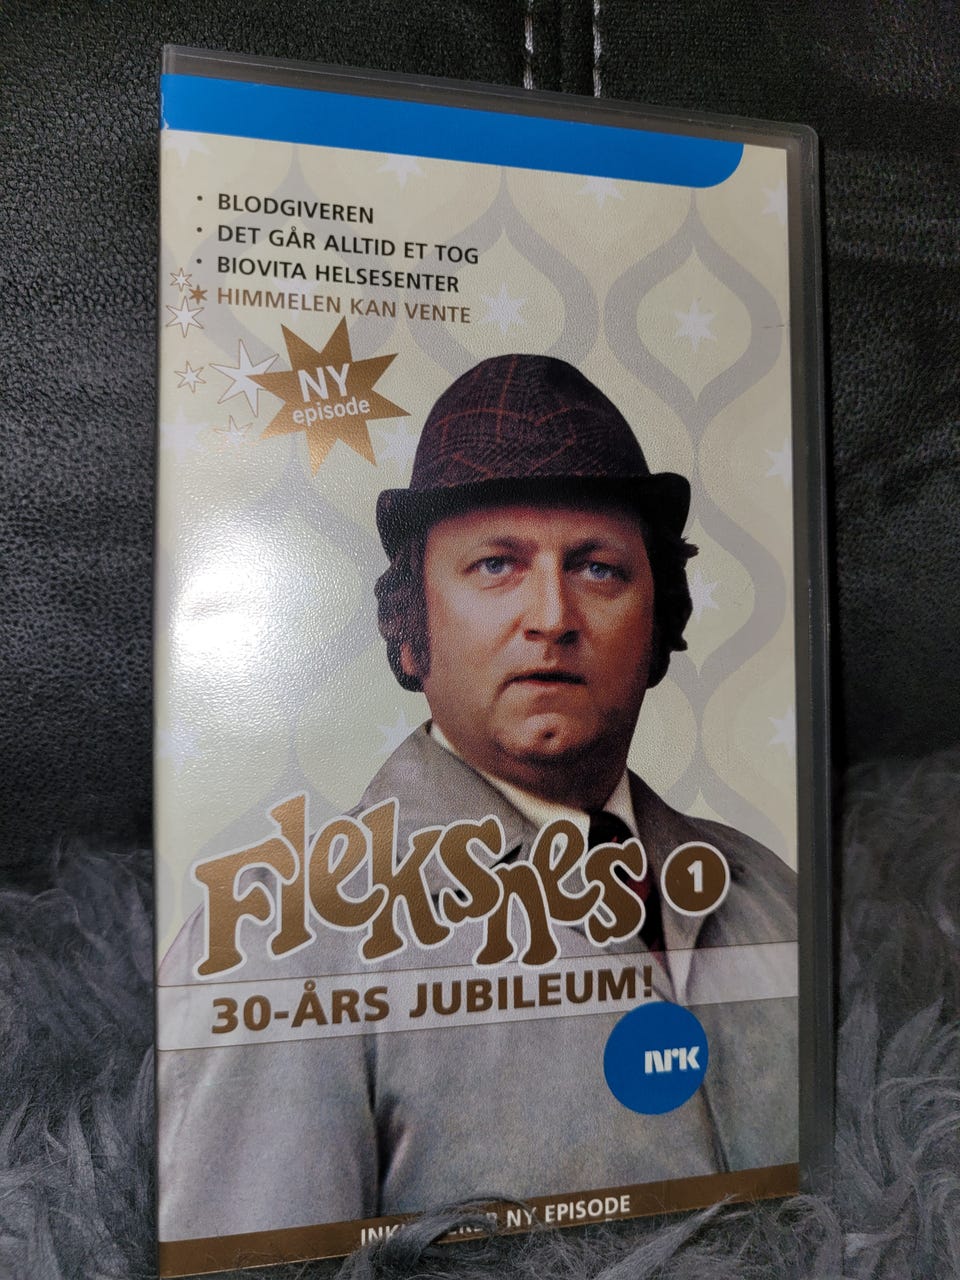 • BLODGIVEREN
• DET GÅR ALLTID ET TOG
• BIOVITA HELSESENTER
✶ HIMMELEN KAN VENTE
NY
episode
Fleksnes 1
30-ÅRS JUBILEUM!
NRK
NY EPISODE